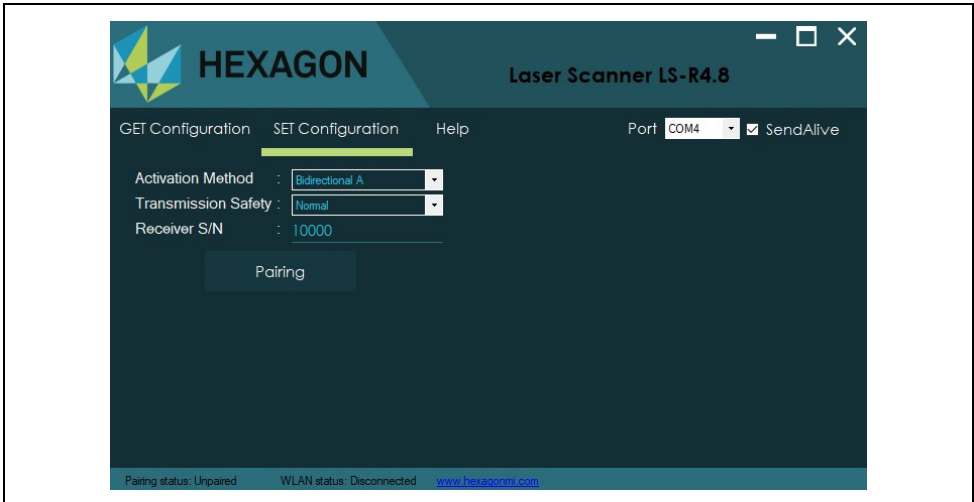 HEXAGON
Laser Scanner LS-R4.8
GET Configuration SET Configuration Help Port COM4 SendAlive
Activation Method : Bidirectional A
Transmission Safety : Normal
Receiver S/N : 10000
Pairing
Pairing status: Unpaired WLAN status: Disconnected www.hexagonmi.com